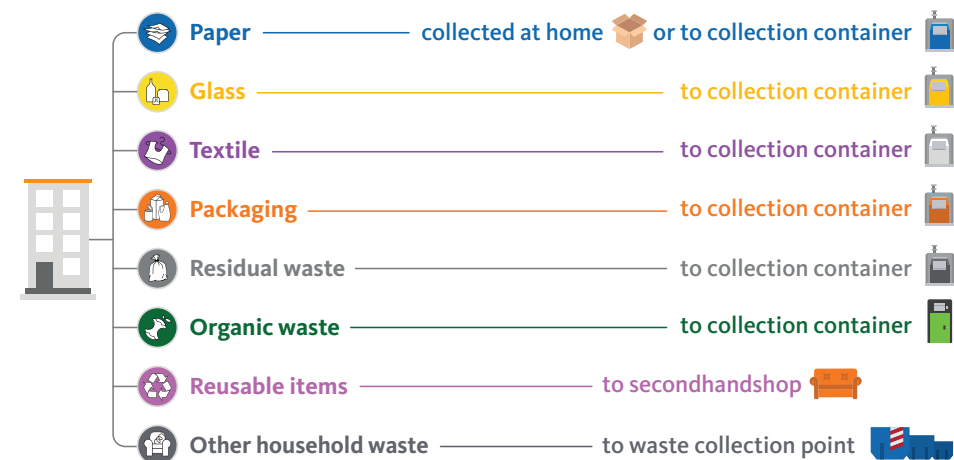 Paper collected at home or to collection container
Glass to collection container
Textile to collection container
Packaging to collection container
Residual waste to collection container
Organic waste to collection container
Reusable items to secondhandshop
Other household waste to waste collection point